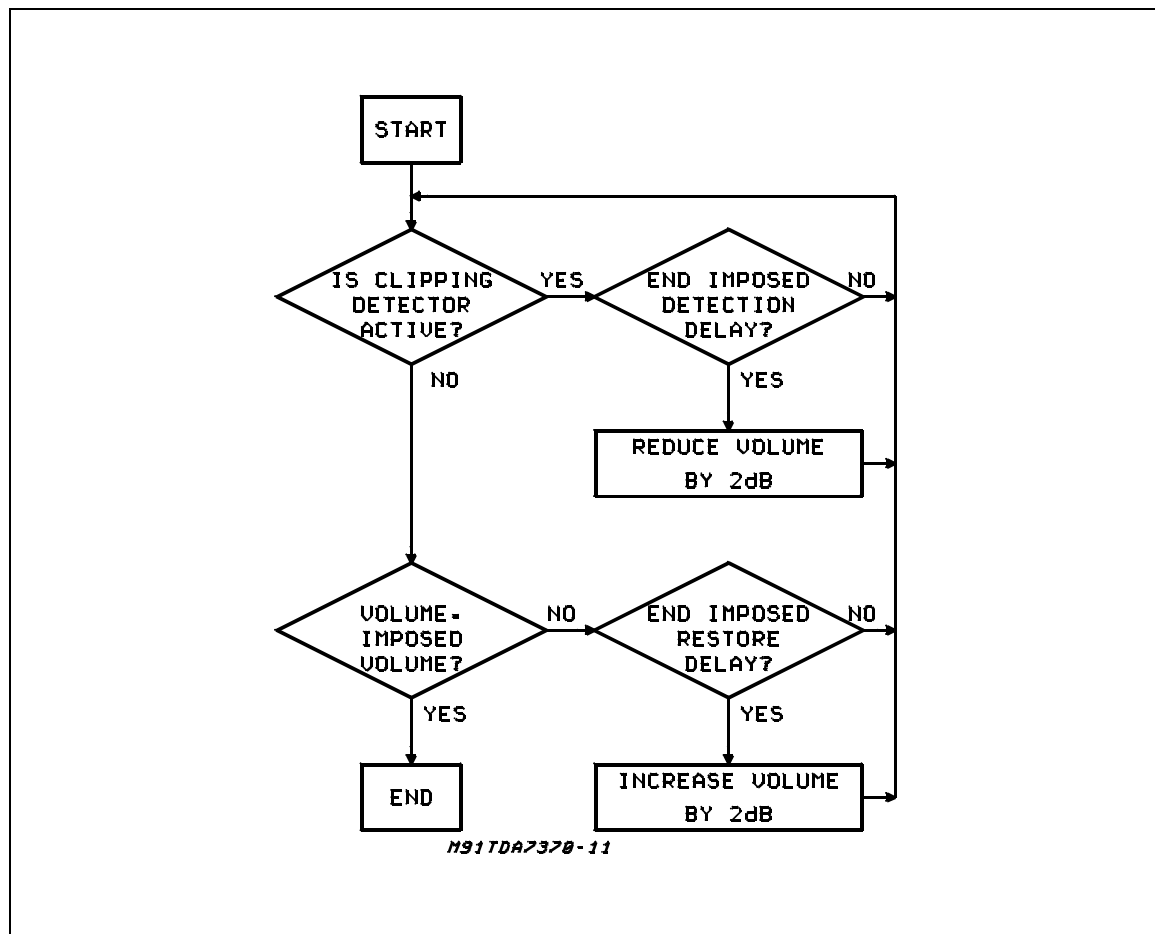 START
IS CLIPPING
DETECTOR
ACTIVE?
YES
END IMPOSED
DETECTION
DELAY?
NO
NO
YES
REDUCE VOLUME
BY 2dB
VOLUME=
IMPOSED
VOLUME?
NO
END IMPOSED
RESTORE
DELAY?
NO
YES
YES
END
INCREASE VOLUME
BY 2dB
M91TDA7370-11